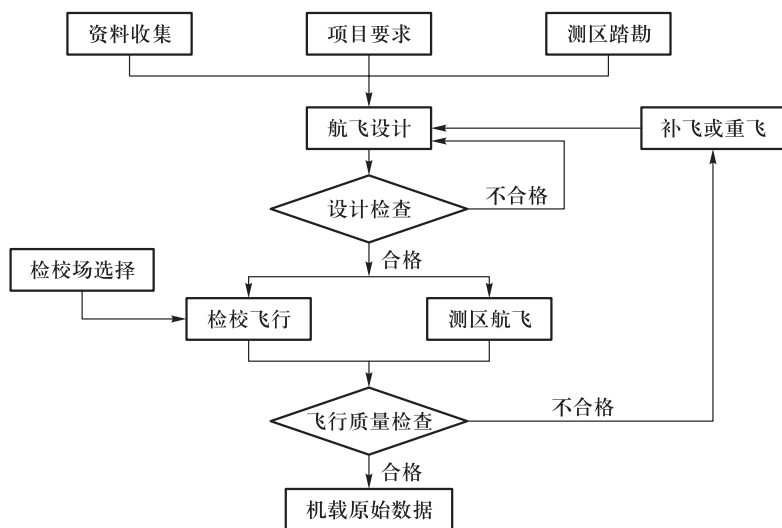 资料收集
项目要求
测区踏勘
航飞设计
补飞或重飞
不合格
设计检查
合格
检校场选择
检校飞行
测区航飞
不合格
飞行质量检查
合格
机载原始数据